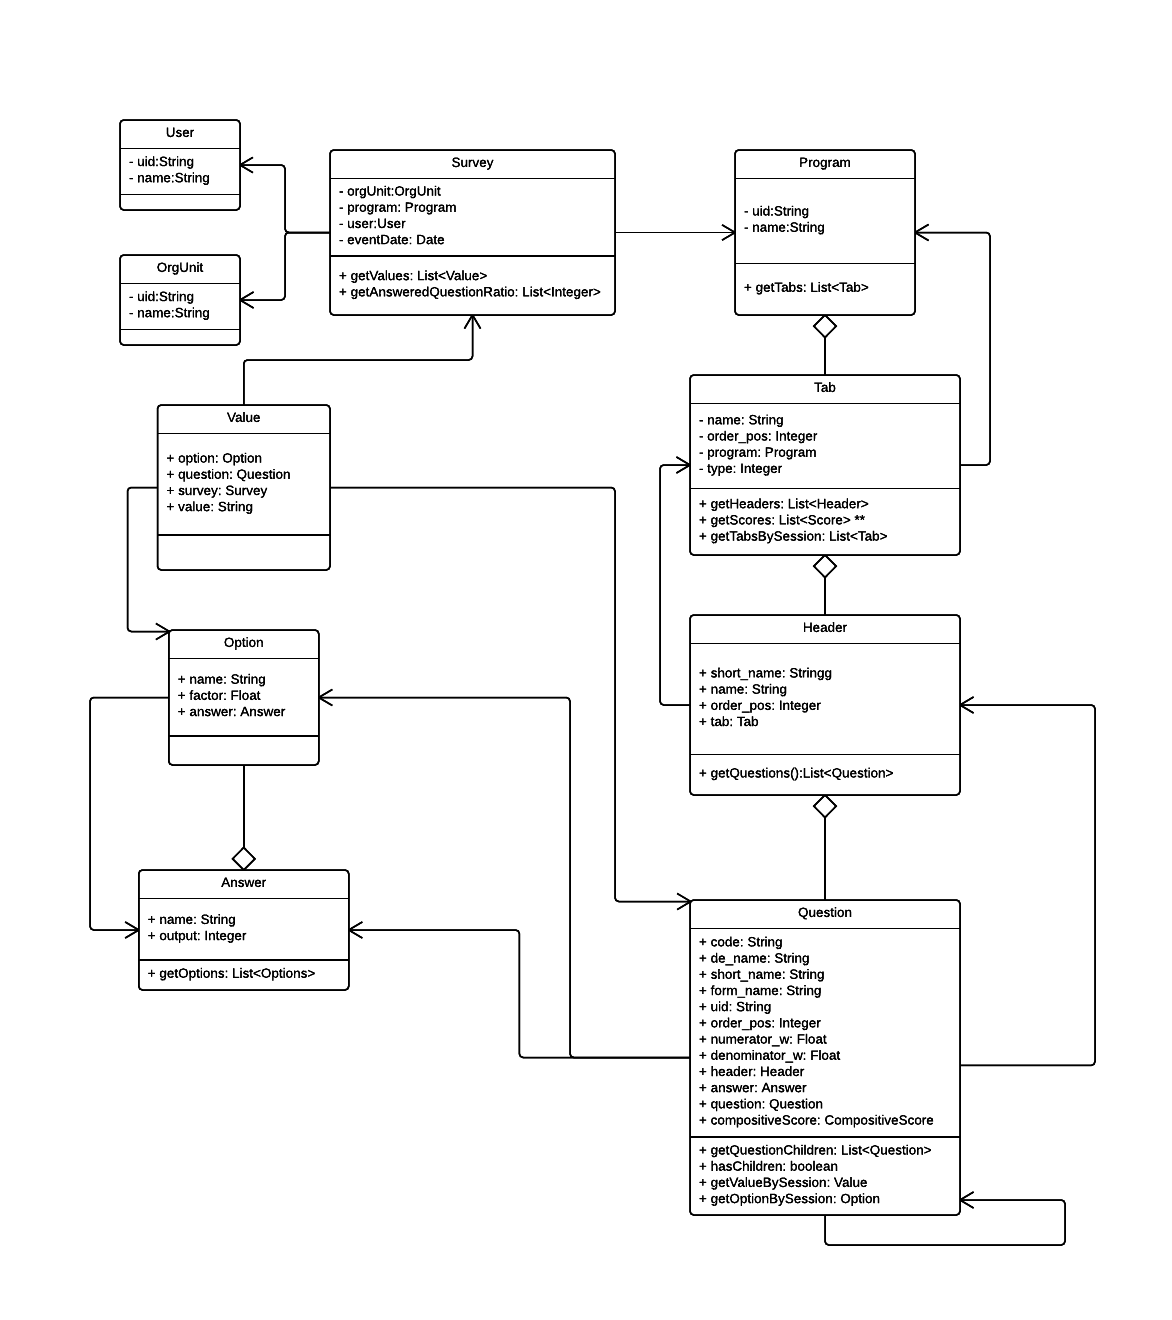 User
- uid:String
- name:String
OrgUnit
- uid:String
- name:String
Survey
- orgUnit:OrgUnit
- program: Program
- user:User
- eventDate: Date
+ getValues: List<Value>
+ getAnsweredQuestionRatio: List<Integer>
Program
- uid:String
- name:String
+ getTabs: List<Tab>
Value
+ option: Option
+ question: Question
+ survey: Survey
+ value: String
Tab
- name: String
- order_pos: Integer
- program: Program
- type: Integer
+ getHeaders: List<Header>
+ getScores: List<Score> **
+ getTabsBySession: List<Tab>
Option
+ name: String
+ factor: Float
+ answer: Answer
Header
+ short_name: Stringg
+ name: String
+ order_pos: Integer
+ tab: Tab
+ getQuestions():List<Question>
Answer
+ name: String
+ output: Integer
+ getOptions: List<Options>
Question
+ code: String
+ de_name: String
+ short_name: String
+ form_name: String
+ uid: String
+ order_pos: Integer
+ numerator_w: Float
+ denominator_w: Float
+ header: Header
+ answer: Answer
+ question: Question
+ compositiveScore: CompositiveScore
+ getQuestionChildren: List<Question>
+ hasChildren: boolean
+ getValueBySession: Value
+ getOptionBySession: Option